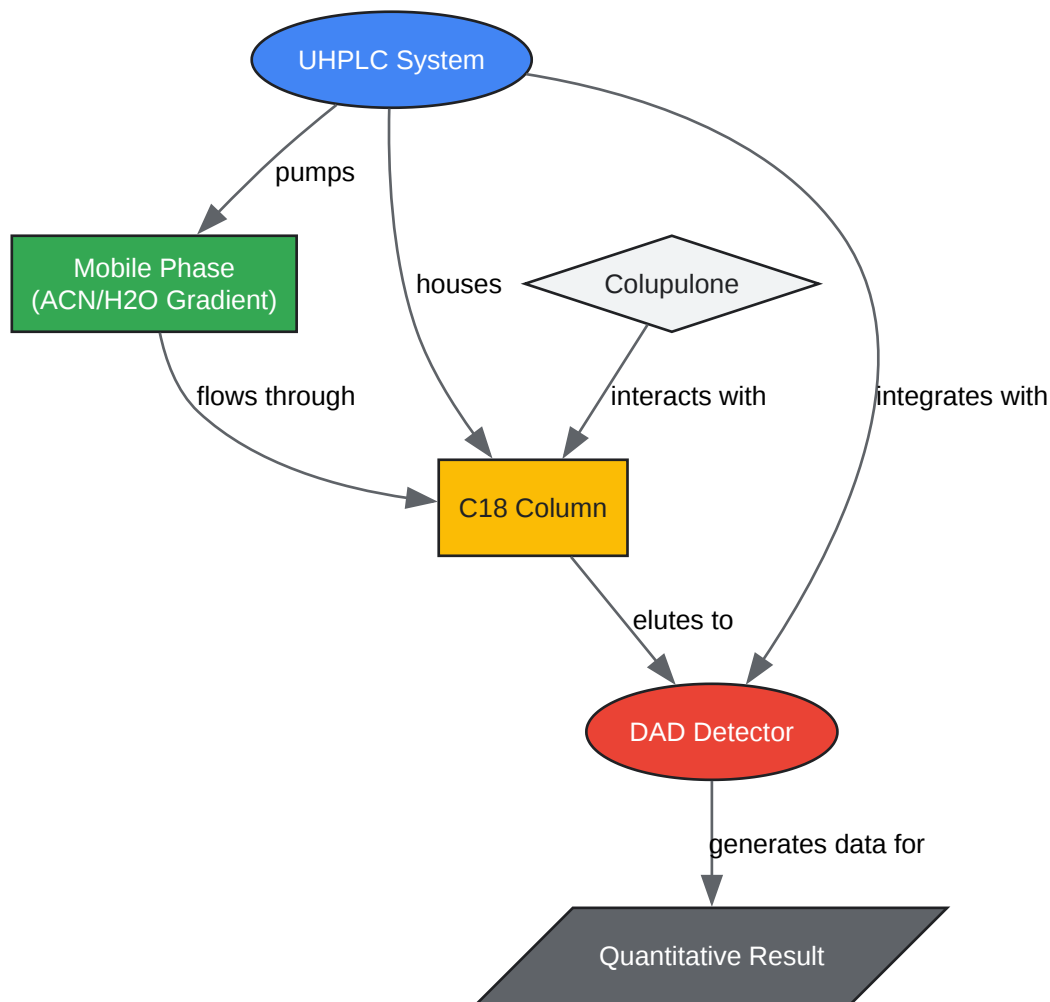 UHPLC System
pumps
Mobile Phase
(ACN/H2O Gradient)
houses
Colupulone
flows through
interacts with
integrates with
C18 Column
elutes to
DAD Detector
generates data for
Quantitative Result